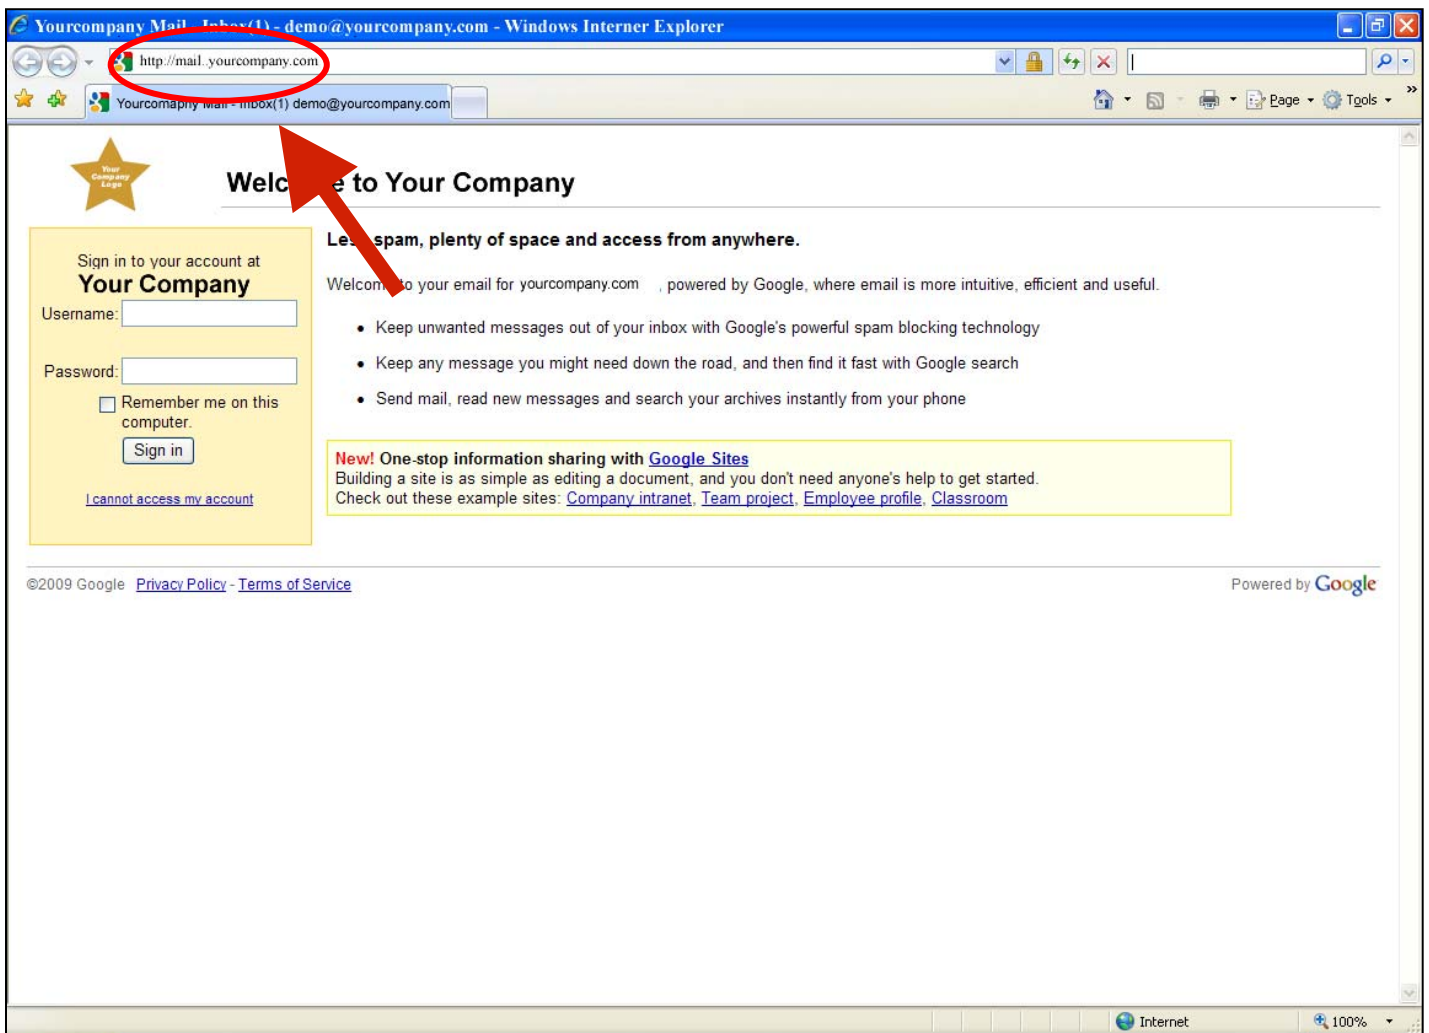 Yourcompany Mail - Inbox(1) - demo@yourcompany.com - Windows Interner Explorer
http://mail..yourcompany.com
Yourcomapny Mail - Inbox(1) demo@yourcompany.com
Page
Tools
Your
Company
Logo
Welcome to Your Company
Sign in to your account at
Your Company
Username:
Password:
Remember me on this
computer.
Sign in
I cannot access my account
Less spam, plenty of space and access from anywhere.
Welcome to your email for yourcompany.com , powered by Google, where email is more intuitive, efficient and useful.
• Keep unwanted messages out of your inbox with Google's powerful spam blocking technology
• Keep any message you might need down the road, and then find it fast with Google search
• Send mail, read new messages and search your archives instantly from your phone
New! One-stop information sharing with Google Sites
Building a site is as simple as editing a document, and you don't need anyone's help to get started.
Check out these example sites: Company intranet, Team project, Employee profile, Classroom
©2009 Google Privacy Policy - Terms of Service
Powered by Google
Internet
100%